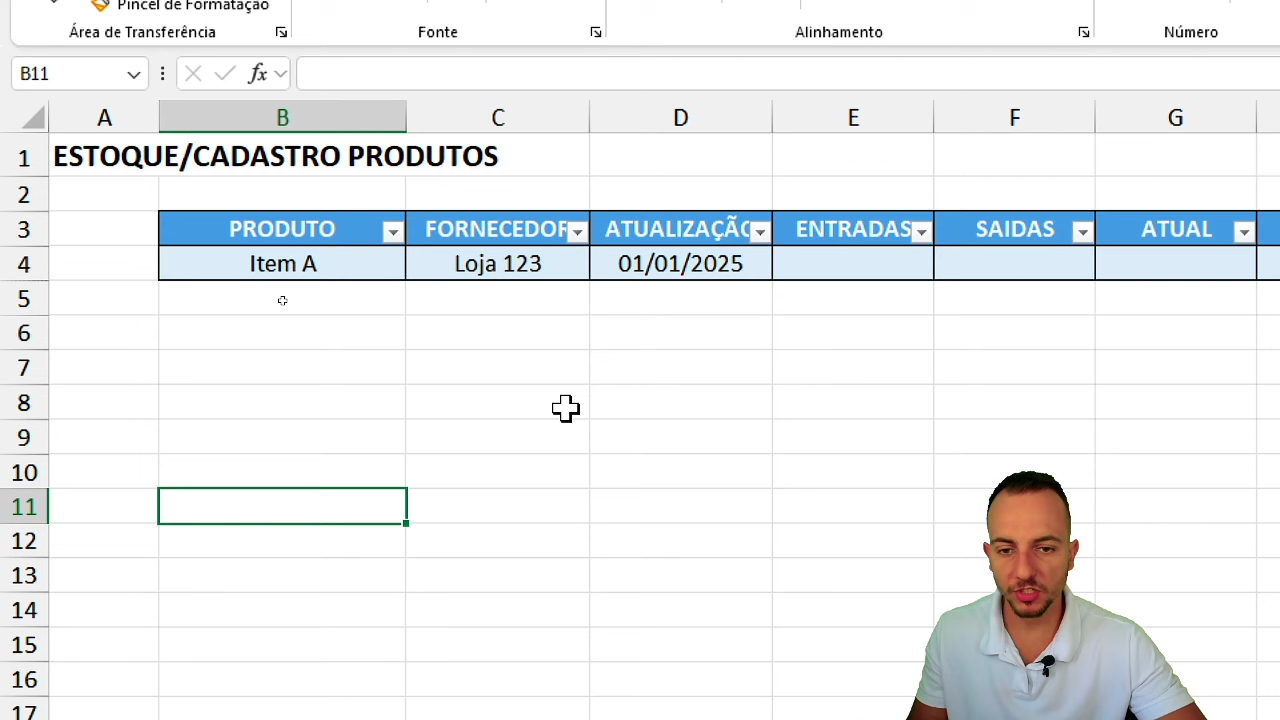 Pincel de Formatação
Área de Transferência Fonte Alinhamento Número
B11 fx
A B C D E F G
1 ESTOQUE/CADASTRO PRODUTOS
2
3 PRODUTO FORNECEDOR ATUALIZAÇÃO ENTRADAS SAIDAS ATUAL
4 Item A Loja 123 01/01/2025
5
6
7
8
9
10
11
12
13
14
15
16
17